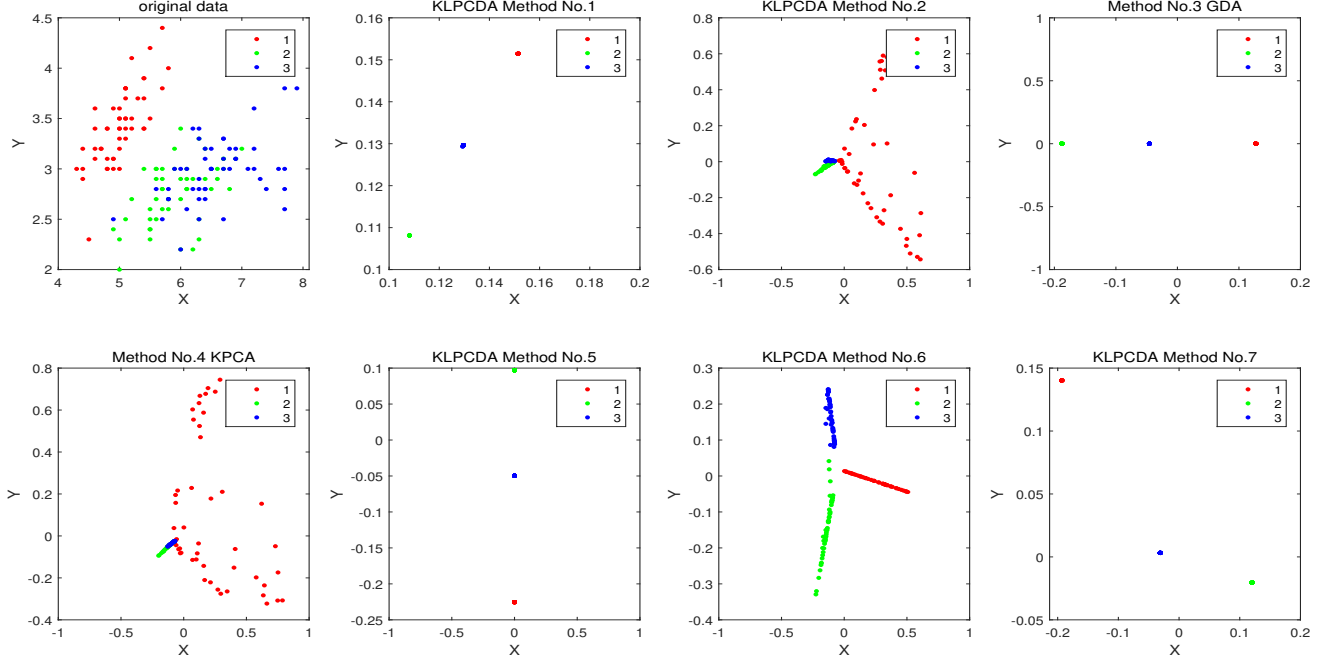 original data
4.5
4
3.5
3
2.5
2
4 5 6 7 8
X
Y
1
2
3
KLPCDA Method No.1
0.16
0.15
0.14
0.13
0.12
0.11
0.1
0.1 0.12 0.14 0.16 0.18 0.2
X
Y
1
2
3
KLPCDA Method No.2
0.8
0.6
0.4
0.2
0
-0.2
-0.4
-0.6
-1 -0.5 0 0.5 1
X
Y
1
2
3
Method No.3 GDA
1
0.5
0
-0.5
-1
-0.2 -0.1 0 0.1 0.2
X
Y
1
2
3
Method No.4 KPCA
0.8
0.6
0.4
0.2
0
-0.2
-0.4
-1 -0.5 0 0.5 1
X
Y
1
2
3
KLPCDA Method No.5
0.1
0.05
0
-0.05
-0.1
-0.15
-0.2
-0.25
-1 -0.5 0 0.5 1
X
Y
1
2
3
KLPCDA Method No.6
0.3
0.2
0.1
0
-0.1
-0.2
-0.3
-0.4
-1 -0.5 0 0.5 1
X
Y
1
2
3
KLPCDA Method No.7
0.15
0.1
0.05
0
-0.05
-0.2 -0.1 0 0.1 0.2
X
Y
1
2
3